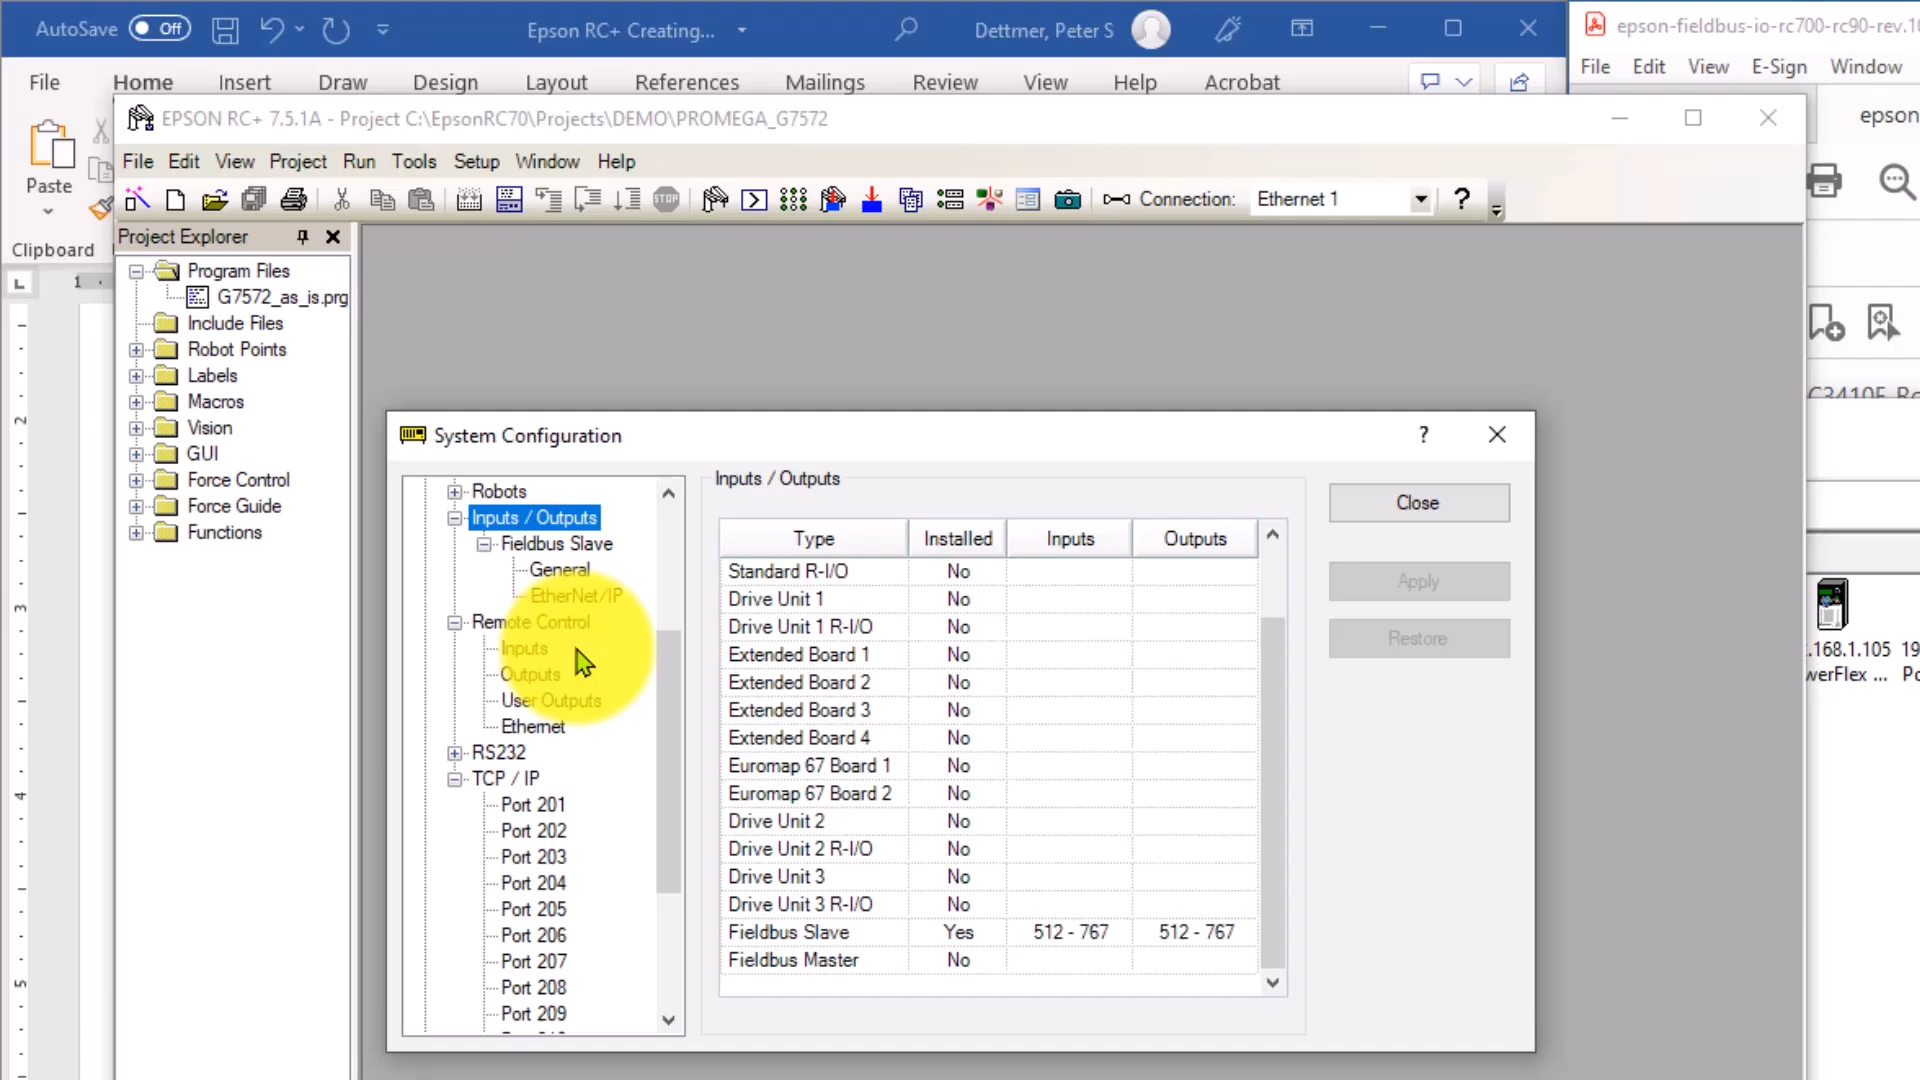 AutoSave Off Epson RC+ Creating... Dettmer, Peter S
epson-fieldbus-io-rc700-rc90-rev.10
File Home Insert Draw Design Layout References Mailings Review View Help Acrobat
File Edit View E-Sign Window
EPSON RC+ 7.5.1A - Project C:\EpsonRC70\Projects\DEMO\PROMEGA_G7572
epson
Paste
Clipboard
File Edit View Project Run Tools Setup Window Help
STOP Connection: Ethernet 1 ?
Project Explorer
Program Files
G7572_as_is.prg
Include Files
Robot Points
Labels
Macros
Vision
GUI
Force Control
Force Guide
Functions
1
2
3
4
5
System Configuration ?
Robots
Inputs / Outputs
Fieldbus Slave
General
EtherNet/IP
Remote Control
Inputs
Outputs
User Outputs
Ethernet
RS232
TCP / IP
Port 201
Port 202
Port 203
Port 204
Port 205
Port 206
Port 207
Port 208
Port 209
Inputs / Outputs
Type Installed Inputs Outputs
Standard R-I/O No
Drive Unit 1 No
Drive Unit 1 R-I/O No
Extended Board 1 No
Extended Board 2 No
Extended Board 3 No
Extended Board 4 No
Euromap 67 Board 1 No
Euromap 67 Board 2 No
Drive Unit 2 No
Drive Unit 2 R-I/O No
Drive Unit 3 No
Drive Unit 3 R-I/O No
Fieldbus Slave Yes 512 - 767 512 - 767
Fieldbus Master No
Close
Apply
Restore
.168.1.105 19
werFlex ... Po